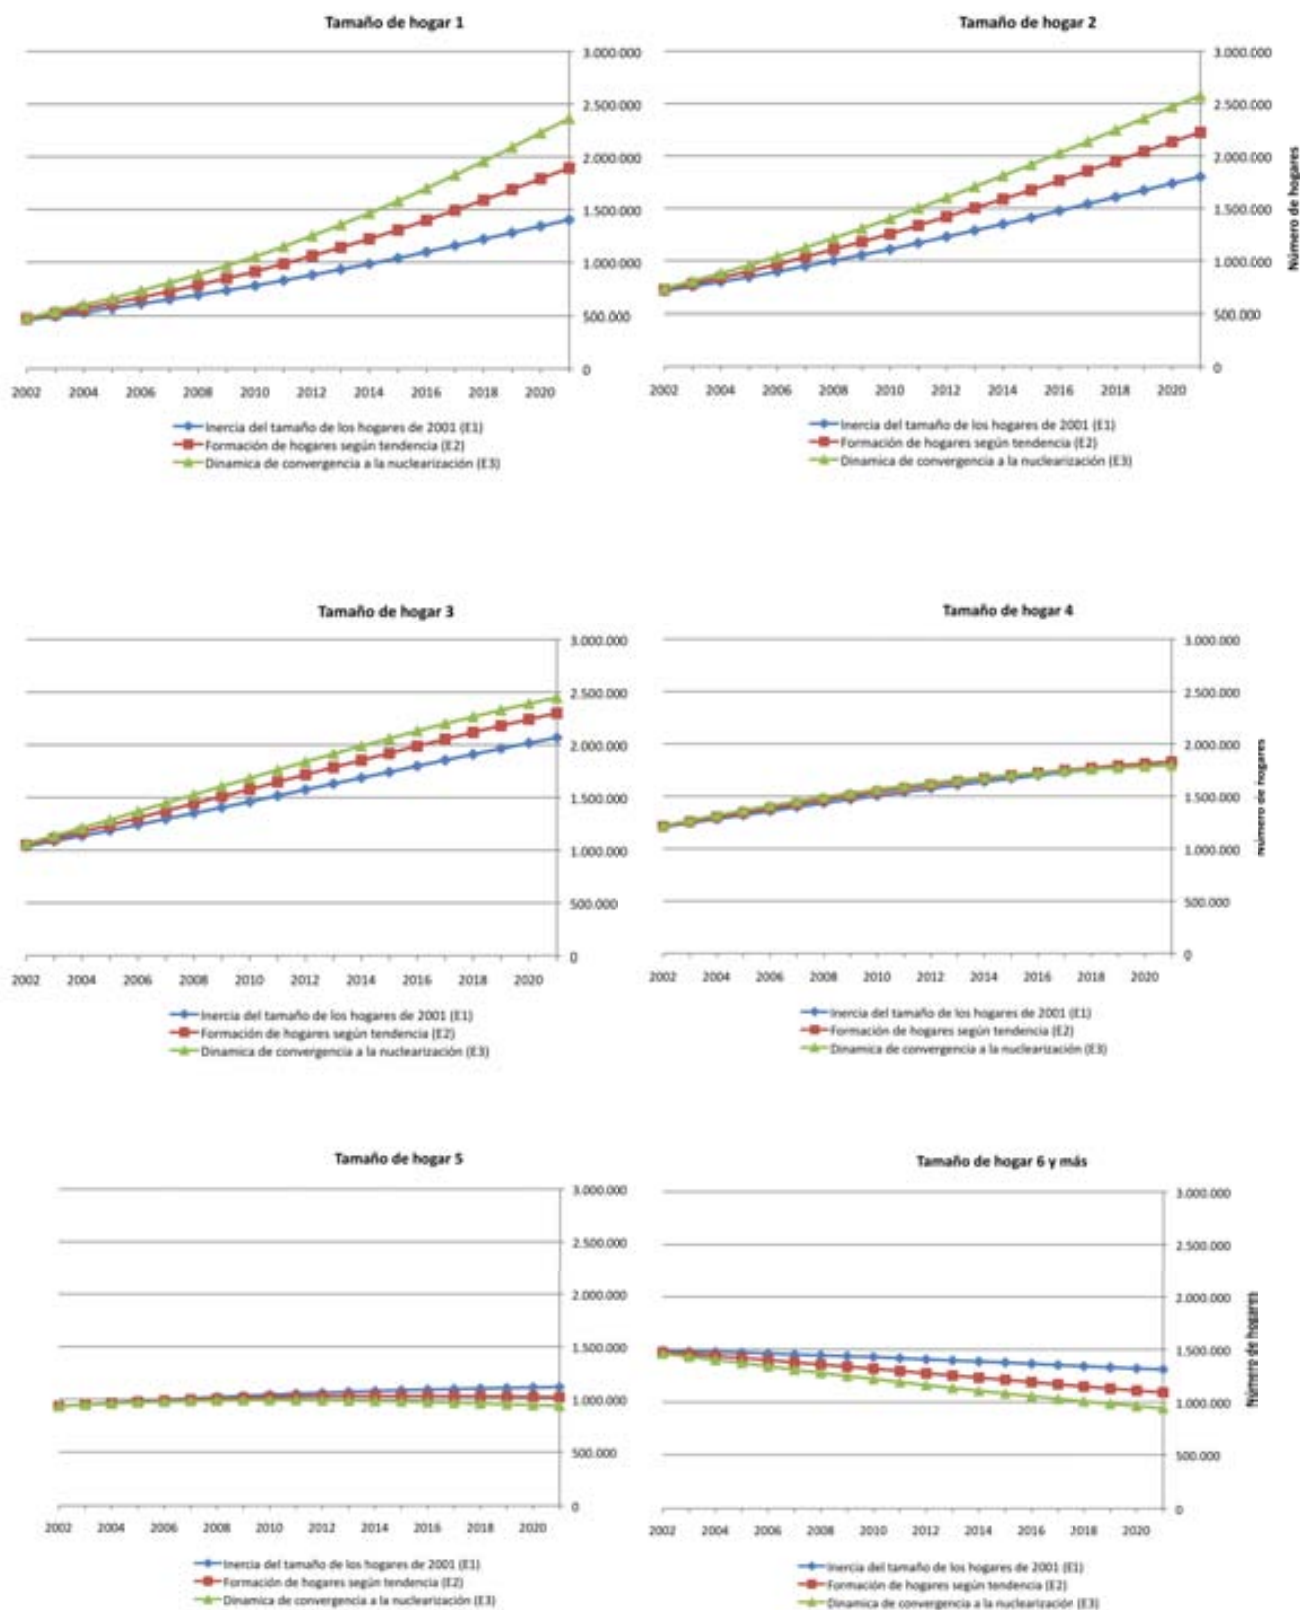 Tamaño de hogar 1
3.000.000
2.500.000
2.000.000
1.500.000
1.000.000
500.000
0
2002 2004 2006 2008 2010 2012 2014 2016 2018 2020
Inercia del tamaño de los hogares de 2001 (E1)
Formación de hogares según tendencia (E2)
Dinamica de convergencia a la nuclearización (E3)
Tamaño de hogar 2
3.000.000
2.500.000
2.000.000
1.500.000
1.000.000
500.000
0
Número de hogares
2002 2004 2006 2008 2010 2012 2014 2016 2018 2020
Inercia del tamaño de los hogares de 2001 (E1)
Formación de hogares según tendencia (E2)
Dinamica de convergencia a la nuclearización (E3)
Tamaño de hogar 3
3.000.000
2.500.000
2.000.000
1.500.000
1.000.000
500.000
0
2002 2004 2006 2008 2010 2012 2014 2016 2018 2020
Inercia del tamaño de los hogares de 2001 (E1)
Formación de hogares según tendencia (E2)
Dinamica de convergencia a la nuclearización (E3)
Tamaño de hogar 4
3.000.000
2.500.000
2.000.000
1.500.000
1.000.000
500.000
0
Número de hogares
2002 2004 2006 2008 2010 2012 2014 2016 2018 2020
Inercia del tamaño de los hogares de 2001 (E1)
Formación de hogares según tendencia (E2)
Dinamica de convergencia a la nuclearización (E3)
Tamaño de hogar 5
3.000.000
2.500.000
2.000.000
1.500.000
1.000.000
500.000
0
2002 2004 2006 2008 2010 2012 2014 2016 2018 2020
Inercia del tamaño de los hogares de 2001 (E1)
Formación de hogares según tendencia (E2)
Dinamica de convergencia a la nuclearización (E3)
Tamaño de hogar 6 y más
3.000.000
2.500.000
2.000.000
1.500.000
1.000.000
500.000
0
Número de hogares
2002 2004 2006 2008 2010 2012 2014 2016 2018 2020
Inercia del tamaño de los hogares de 2001 (E1)
Formación de hogares según tendencia (E2)
Dinamica de convergencia a la nuclearización (E3)